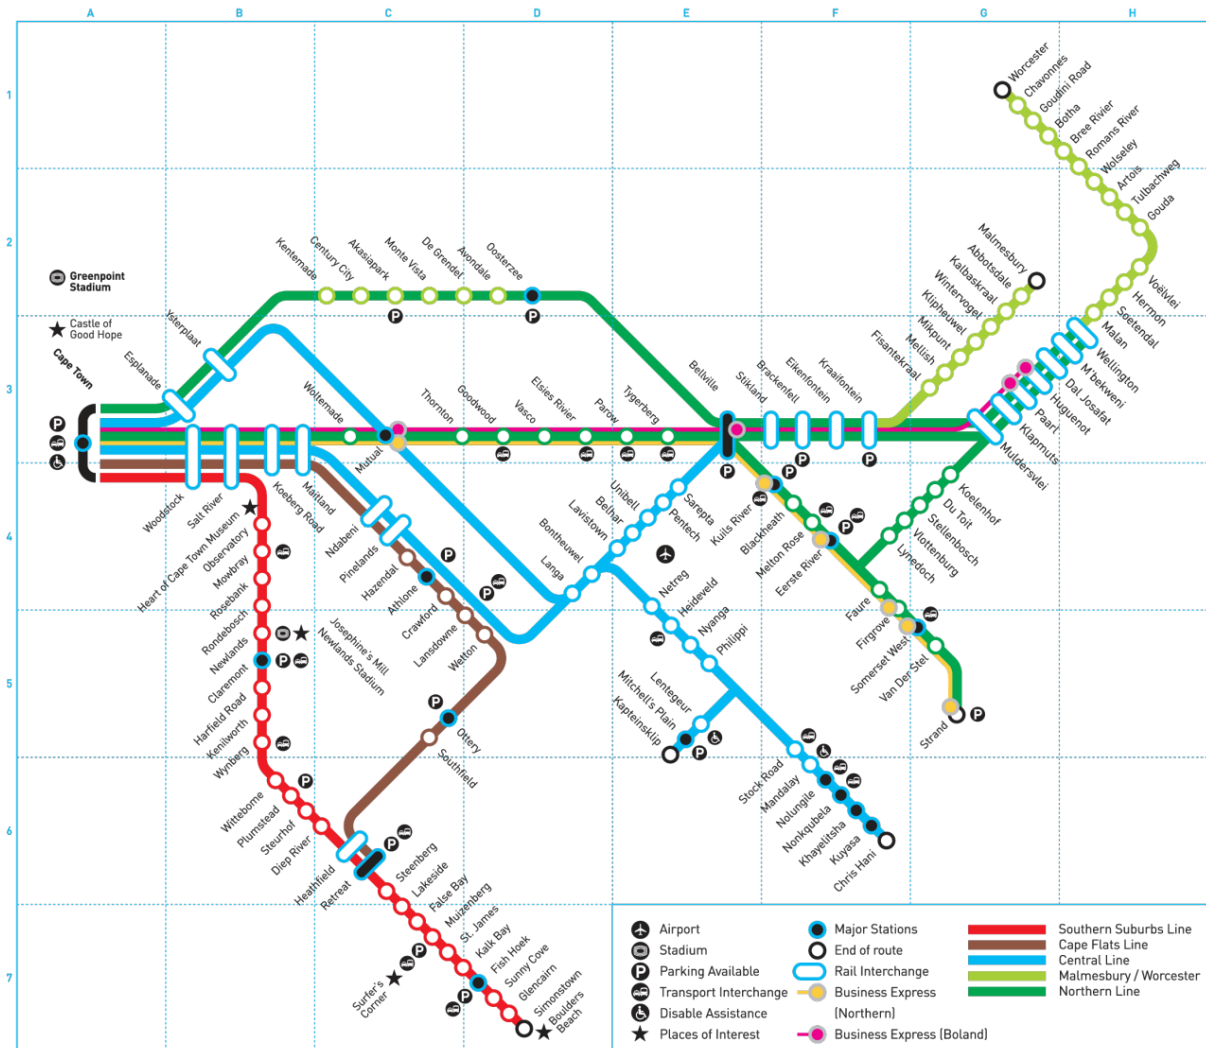 A B C D E F G H
1
2
3
4
5
6
7
Greenpoint
Stadium
Castle of
Good Hope
Cape Town
Esplanade
Ysterplaat
Kentemade
Century City
Akasiapark
Monte Vista
De Grendel
Avondale
Oosterzee
Woltemade
Mutual
Thornton
Goodwood
Vasco
Elsies Rivier
Parow
Tygerberg
Bellville
Stikland
Brackenfell
Eikenfontein
Kraaifontein
Fisantekraal
Mellish
Mikpunt
Klipheuwel
Wintervogel
Kalbaskraal
Abbotsdale
Malmesbury
Worcester
Chavonnes
Goudini Road
Botha
Bree Rivier
Romans River
Wolseley
Artois
Tulbachweg
Gouda
Voëlvlei
Hermon
Soetendal
Malan
Wellington
M'bekweni
Dal Josafat
Huguenot
Paarl
Klapmuts
Muldersvlei
Koelenhof
Du Toit
Stellenbosch
Vlottenburg
Lynedoch
Woodstock
Salt River
Koeberg Road
Maitland
Ndabeni
Pinelands
Hazendal
Athlone
Crawford
Lansdowne
Wetton
Ottery
Southfield
Heart of Cape Town Museum
Observatory
Mowbray
Rosebank
Rondebosch
Newlands
Josephine's Mill
Newlands Stadium
Claremont
Harfield Road
Kenilworth
Wynberg
Wittebome
Plumstead
Steurhof
Diep River
Heathfield
Retreat
Steenberg
Lakeside
False Bay
Muizenberg
St. James
Kalk Bay
Fish Hoek
Sunny Cove
Glencairn
Simonstown
Boulders
Beach
Surfer's
Corner
Langa
Bontheuwel
Lavistown
Belhar
Unibell
Pentech
Sarepta
Netreg
Heideveld
Nyanga
Philippi
Lentegeur
Mitchell's Plain
Kapteinsklip
Stock Road
Mandalay
Nolungile
Nonkqubela
Khayelitsha
Kuyasa
Chris Hani
Kuils River
Blackheath
Melton Rose
Eerste River
Faure
Firgrove
Somerset West
Van Der Stel
Strand
Airport
Stadium
P Parking Available
Transport Interchange
Disable Assistance
Places of Interest
Major Stations
End of route
Rail Interchange
Business Express
(Northern)
Business Express (Boland)
Southern Suburbs Line
Cape Flats Line
Central Line
Malmesbury / Worcester
Northern Line